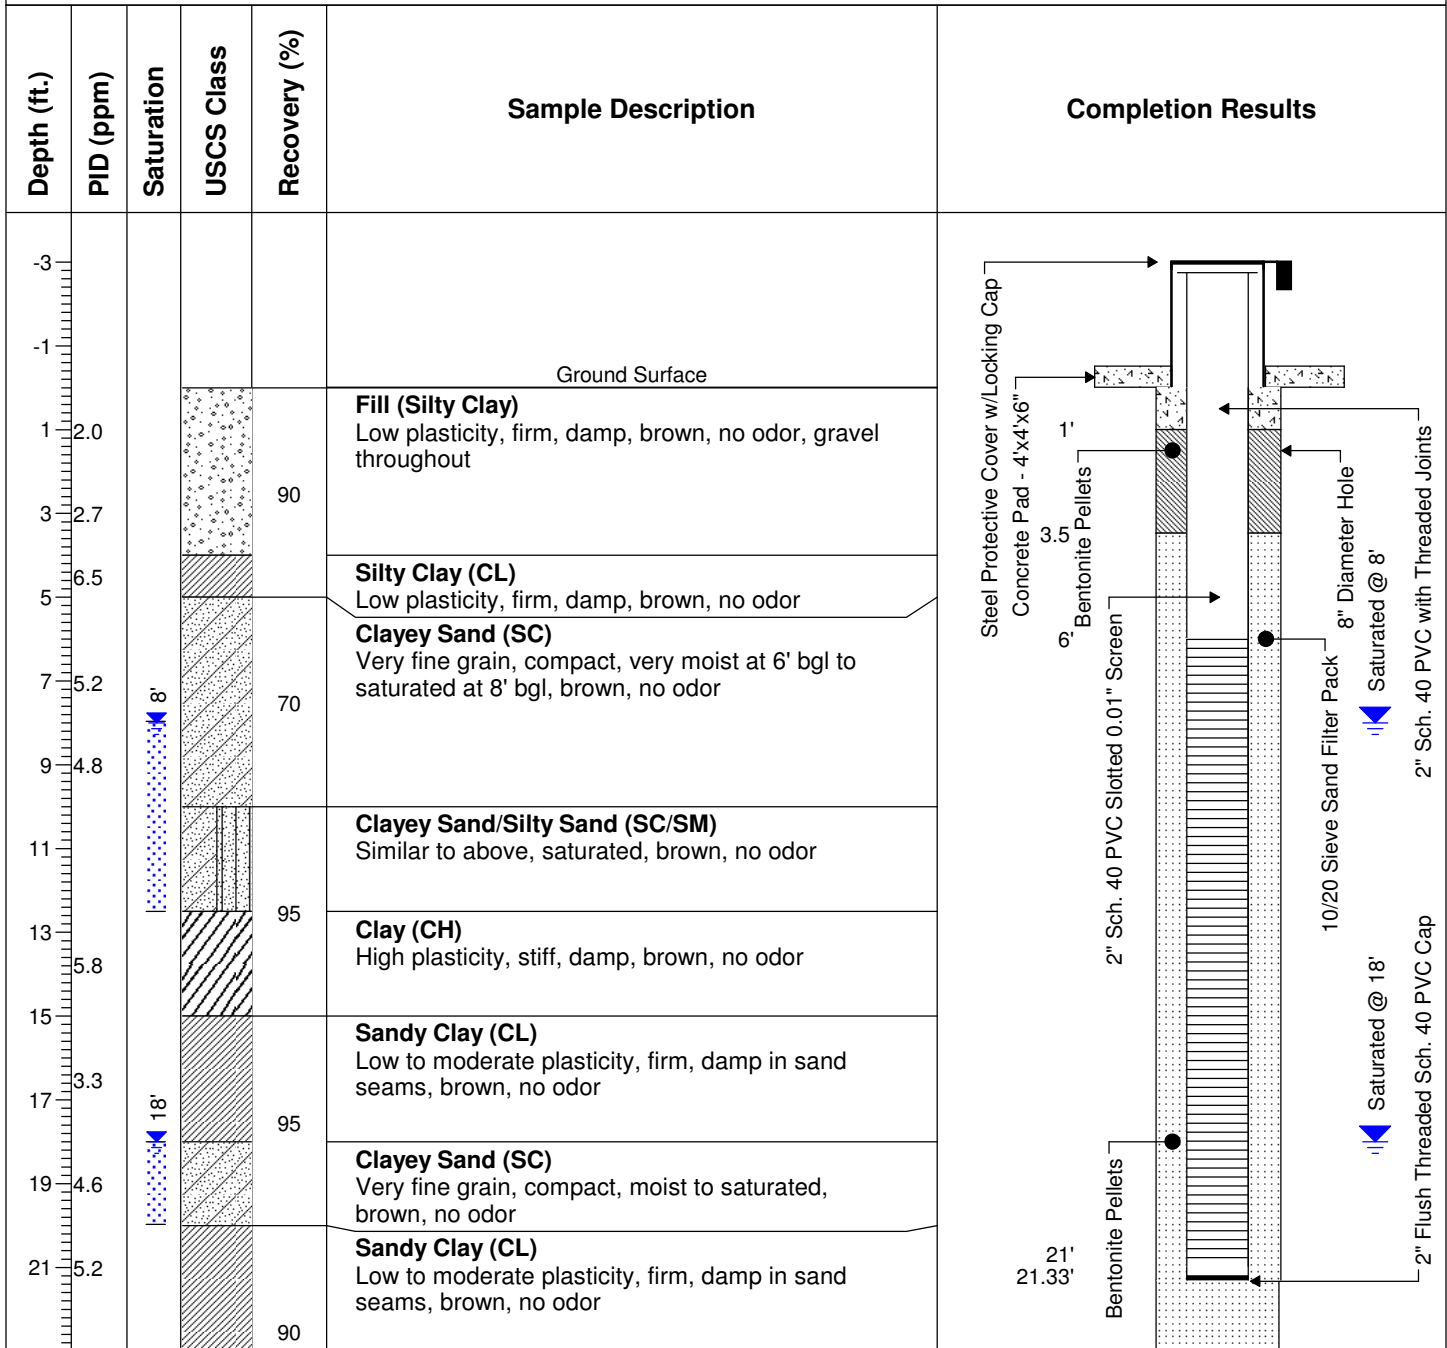 Depth (ft.)
PID (ppm)
Saturation
USCS Class
Recovery (%)
Sample Description
Completion Results
-3
-1
1
3
5
7
9
11
13
15
17
19
21
2.0
2.7
6.5
5.2
4.8
5.8
3.3
4.6
5.2
8'
18'
90
70
95
95
90
Ground Surface
Fill (Silty Clay)
Low plasticity, firm, damp, brown, no odor, gravel
throughout
Silty Clay (CL)
Low plasticity, firm, damp, brown, no odor
Clayey Sand (SC)
Very fine grain, compact, very moist at 6' bgl to
saturated at 8' bgl, brown, no odor
Clayey Sand/Silty Sand (SC/SM)
Similar to above, saturated, brown, no odor
Clay (CH)
High plasticity, stiff, damp, brown, no odor
Sandy Clay (CL)
Low to moderate plasticity, firm, damp in sand
seams, brown, no odor
Clayey Sand (SC)
Very fine grain, compact, moist to saturated,
brown, no odor
Sandy Clay (CL)
Low to moderate plasticity, firm, damp in sand
seams, brown, no odor
Steel Protective Cover w/Locking Cap
Concrete Pad - 4'x4'x6"
1'
Bentonite Pellets
3.5'
6'
2" Sch. 40 PVC Slotted 0.01" Screen
Bentonite Pellets
21'
21.33'
10/20 Sieve Sand Filter Pack
8" Diameter Hole
Saturated @ 8'
Saturated @ 18'
2" Sch. 40 PVC with Threaded Joints
2" Flush Threaded Sch. 40 PVC Cap